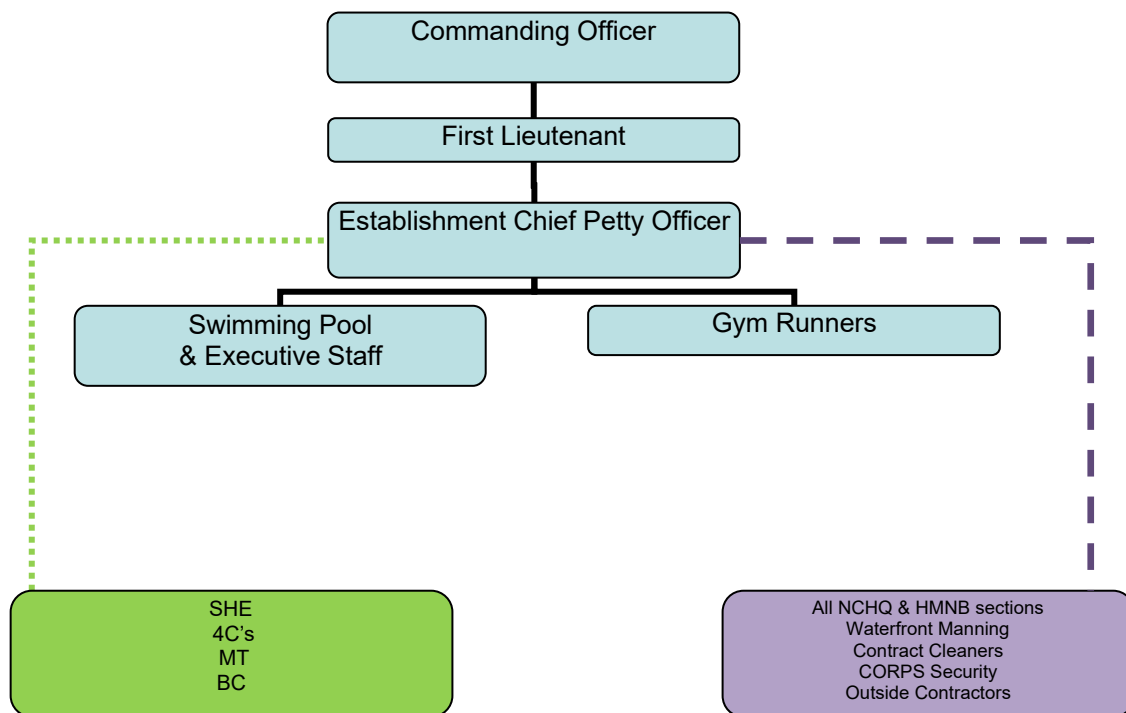 Commanding Officer
First Lieutenant
Establishment Chief Petty Officer
Swimming Pool
& Executive Staff
Gym Runners
SHE
4C’s
MT
BC
All NCHQ & HMNB sections
Waterfront Manning
Contract Cleaners
CORPS Security
Outside Contractors